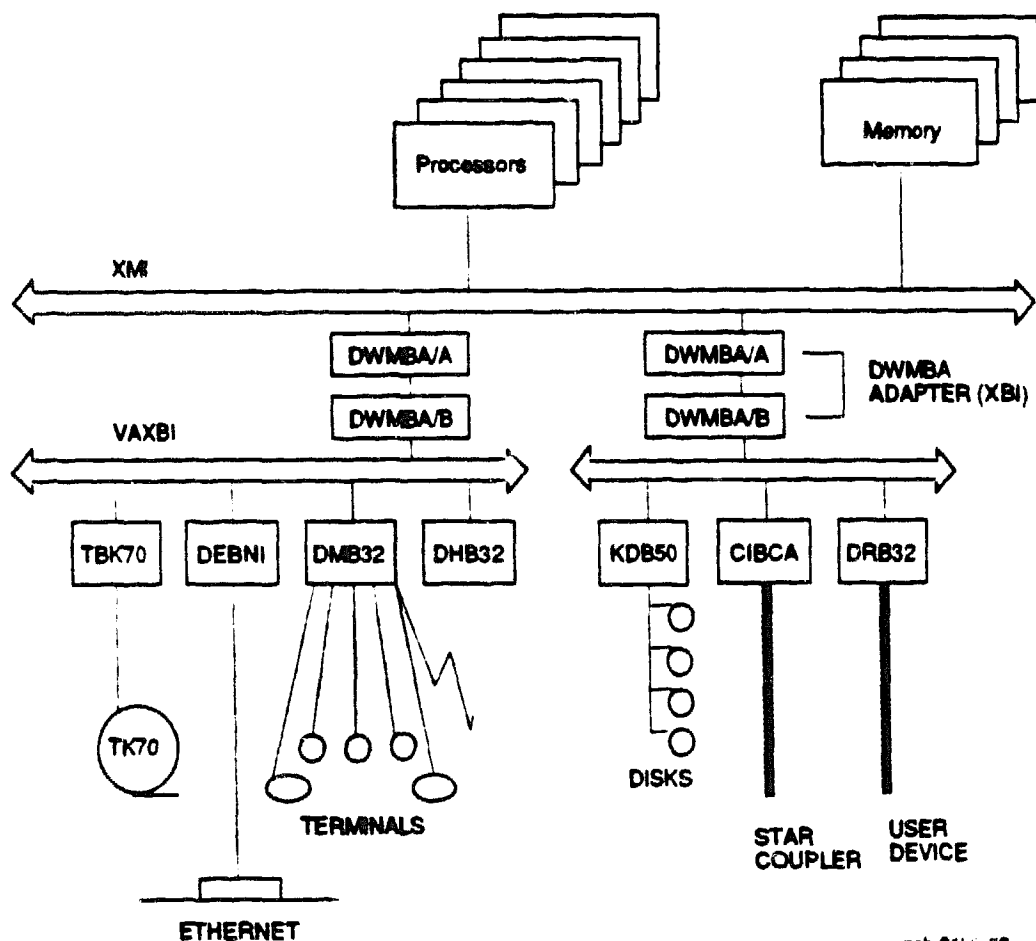 Processors
Memory
XMI
DWMBA/A
DWMBA/A
DWMBA
ADAPTER (XBI)
DWMBA/B
DWMBA/B
VAXBI
TBK70
DEBNI
DMB32
DHB32
KDB50
CIBCA
DRB32
TK70
TERMINALS
DISKS
STAR
COUPLER
USER
DEVICE
ETHERNET